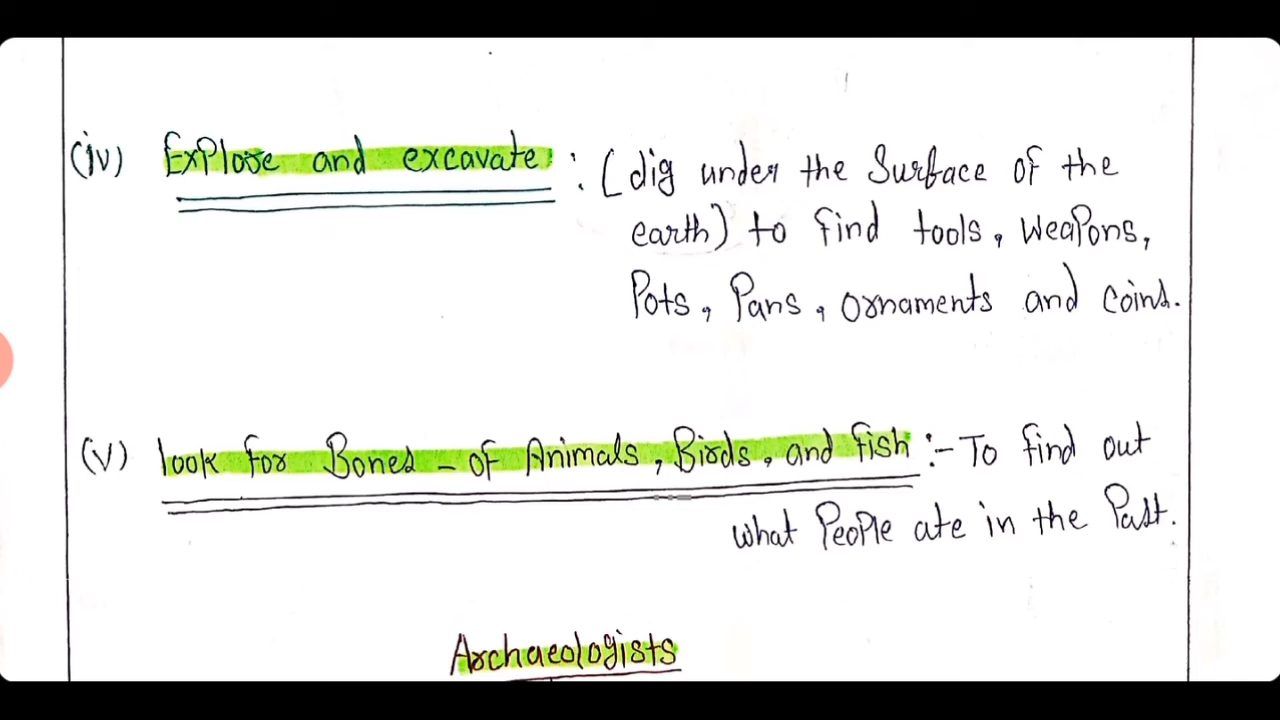 (iv) Explore and excavate : (dig under the Surface of the
earth) to find tools, Weapons,
Pots, Pans, Ornaments and Coins.
(v) look for Bones - of Animals, Birds, and fish :- To find out
what People ate in the Past.
Archaeologists